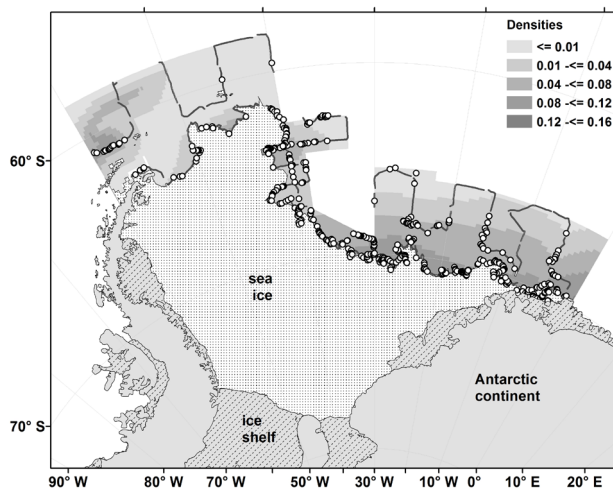 Densities
<= 0.01
0.01 -<= 0.04
0.04 -<= 0.08
0.08 -<= 0.12
0.12 -<= 0.16
60° S
sea
ice
Antarctic
continent
70° S
ice
shelf
90° W 80° W 70° W 60° W 50° W 40° W 30° W 20° W 10° W 0° 10° E 20° E